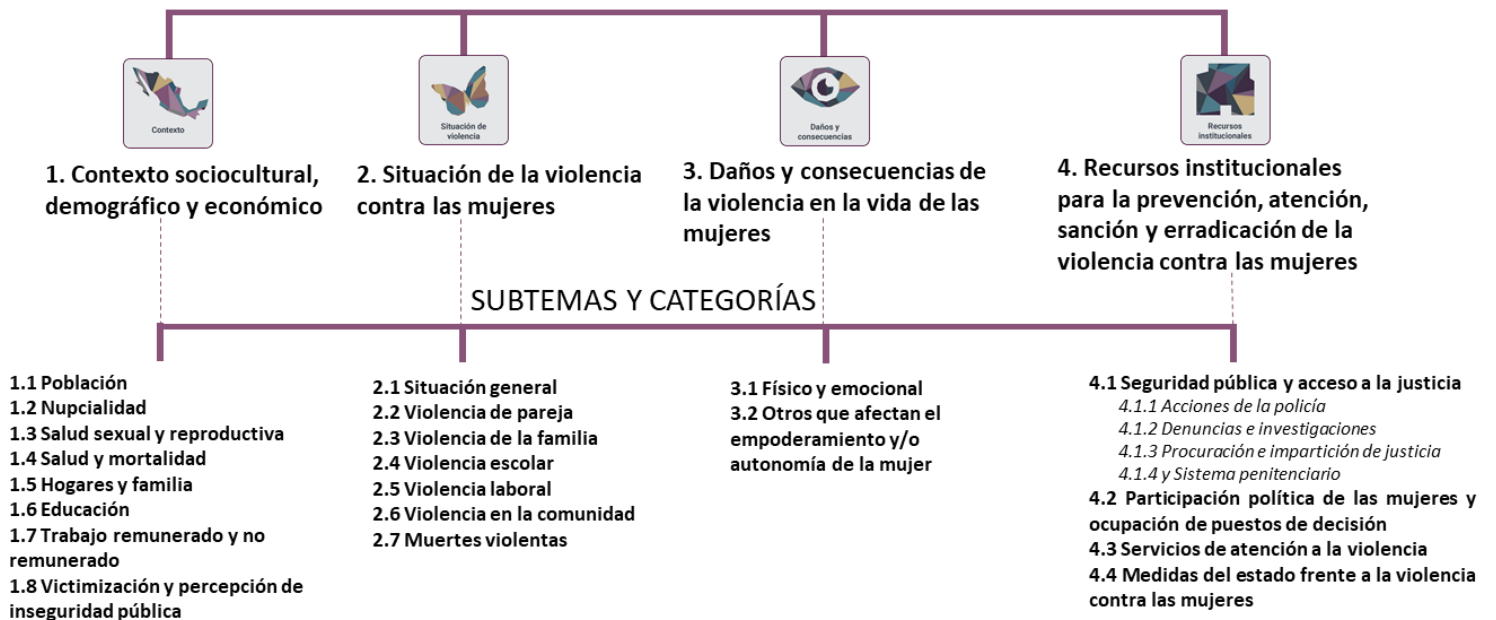 Contexto
Situación de
violencia
Daños y
consecuencias
Recursos
institucionales
1. Contexto sociocultural,
demográfico y económico
2. Situación de la violencia
contra las mujeres
3. Daños y consecuencias de
la violencia en la vida de las
mujeres
4. Recursos institucionales
para la prevención, atención,
sanción y erradicación de la
violencia contra las mujeres
SUBTEMAS Y CATEGORÍAS
1.1 Población
1.2 Nupcialidad
1.3 Salud sexual y reproductiva
1.4 Salud y mortalidad
1.5 Hogares y familia
1.6 Educación
1.7 Trabajo remunerado y no
remunerado
1.8 Victimización y percepción de
inseguridad pública
2.1 Situación general
2.2 Violencia de pareja
2.3 Violencia de la familia
2.4 Violencia escolar
2.5 Violencia laboral
2.6 Violencia en la comunidad
2.7 Muertes violentas
3.1 Físico y emocional
3.2 Otros que afectan el
empoderamiento y/o
autonomía de la mujer
4.1 Seguridad pública y acceso a la justicia
4.1.1 Acciones de la policía
4.1.2 Denuncias e investigaciones
4.1.3 Procuración e impartición de justicia
4.1.4 y Sistema penitenciario
4.2 Participación política de las mujeres y
ocupación de puestos de decisión
4.3 Servicios de atención a la violencia
4.4 Medidas del estado frente a la violencia
contra las mujeres